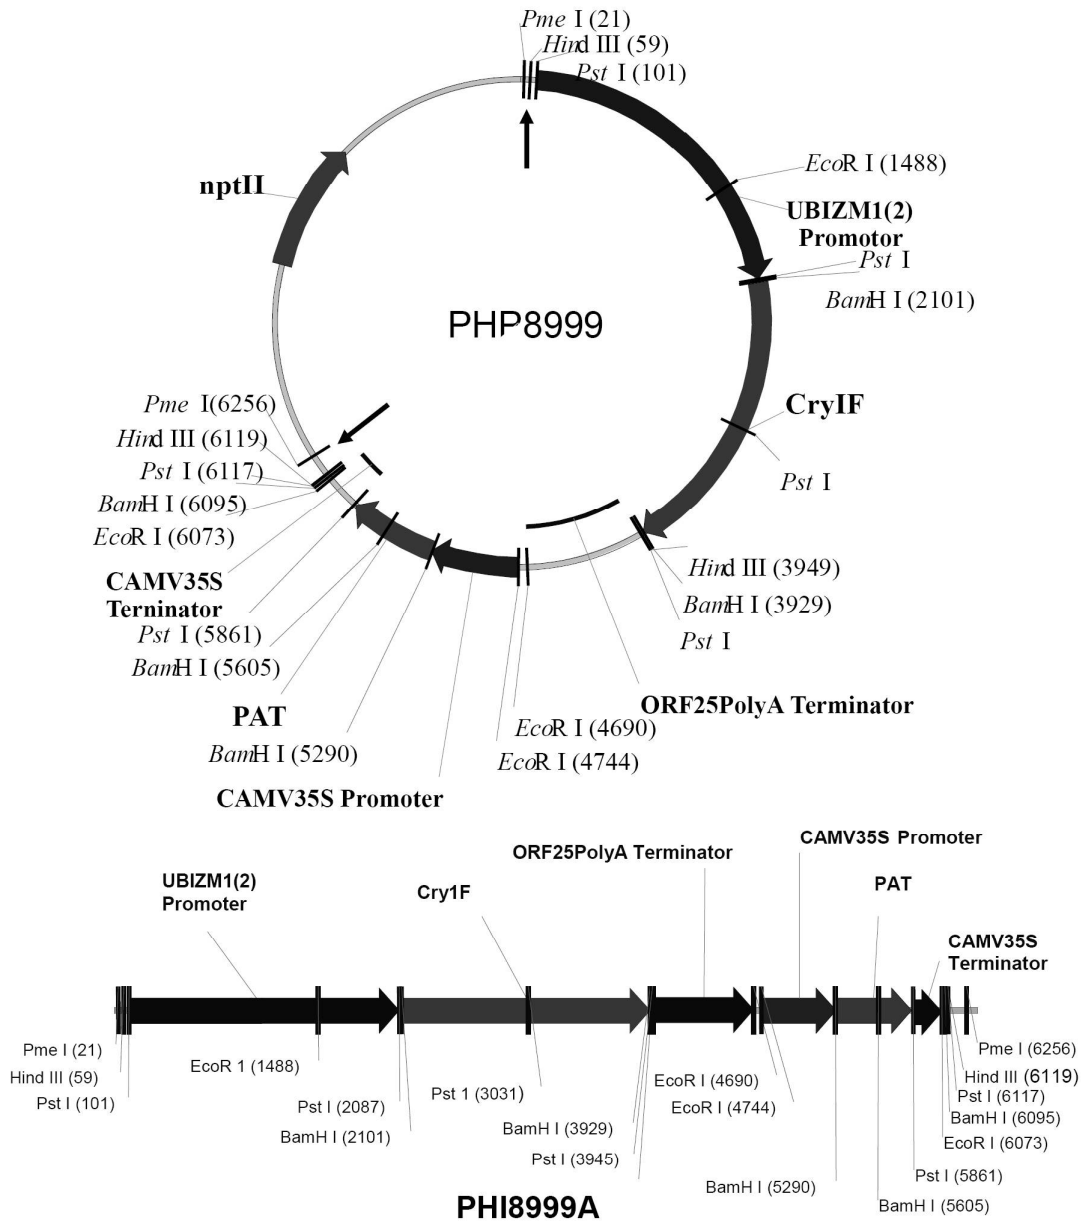 Pme I (21)
Hind III (59)
Pst I (101)
EcoR I (1488)
nptII
UBIZM1(2)
Promotor
Pst I
BamH I (2101)
PHP8999
CryIF
Pme I(6256)
Hind III (6119)
Pst I (6117)
BamH I (6095)
EcoR I (6073)
Pst I
CAMV35S
Terninator
Hind III (3949)
BamH I (3929)
Pst I
Pst I (5861)
BamH I (5605)
ORF25PolyA Terminator
PAT
EcoR I (4690)
BamH I (5290)
EcoR I (4744)
CAMV35S Promoter
CAMV35S Promoter
ORF25PolyA Terminator
UBIZM1(2)
Promoter
Cry1F
PAT
CAMV35S
Terminator
Pme I (21)
Hind III (59)
Pst I (101)
EcoR 1 (1488)
Pst I (2087)
BamH I (2101)
Pst 1 (3031)
BamH I (3929)
Pst I (3945)
EcoR I (4690)
EcoR I (4744)
BamH I (5290)
Pme I (6256)
Hind III (6119)
Pst I (6117)
BamH I (6095)
EcoR I (6073)
Pst I (5861)
BamH I (5605)
PHI8999A